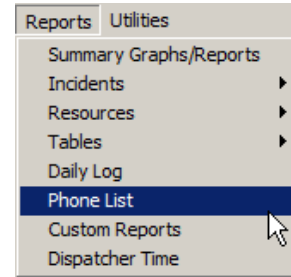 Reports Utilities
Summary Graphs/Reports
Incidents
Resources
Tables
Daily Log
Phone List
Custom Reports
Dispatcher Time